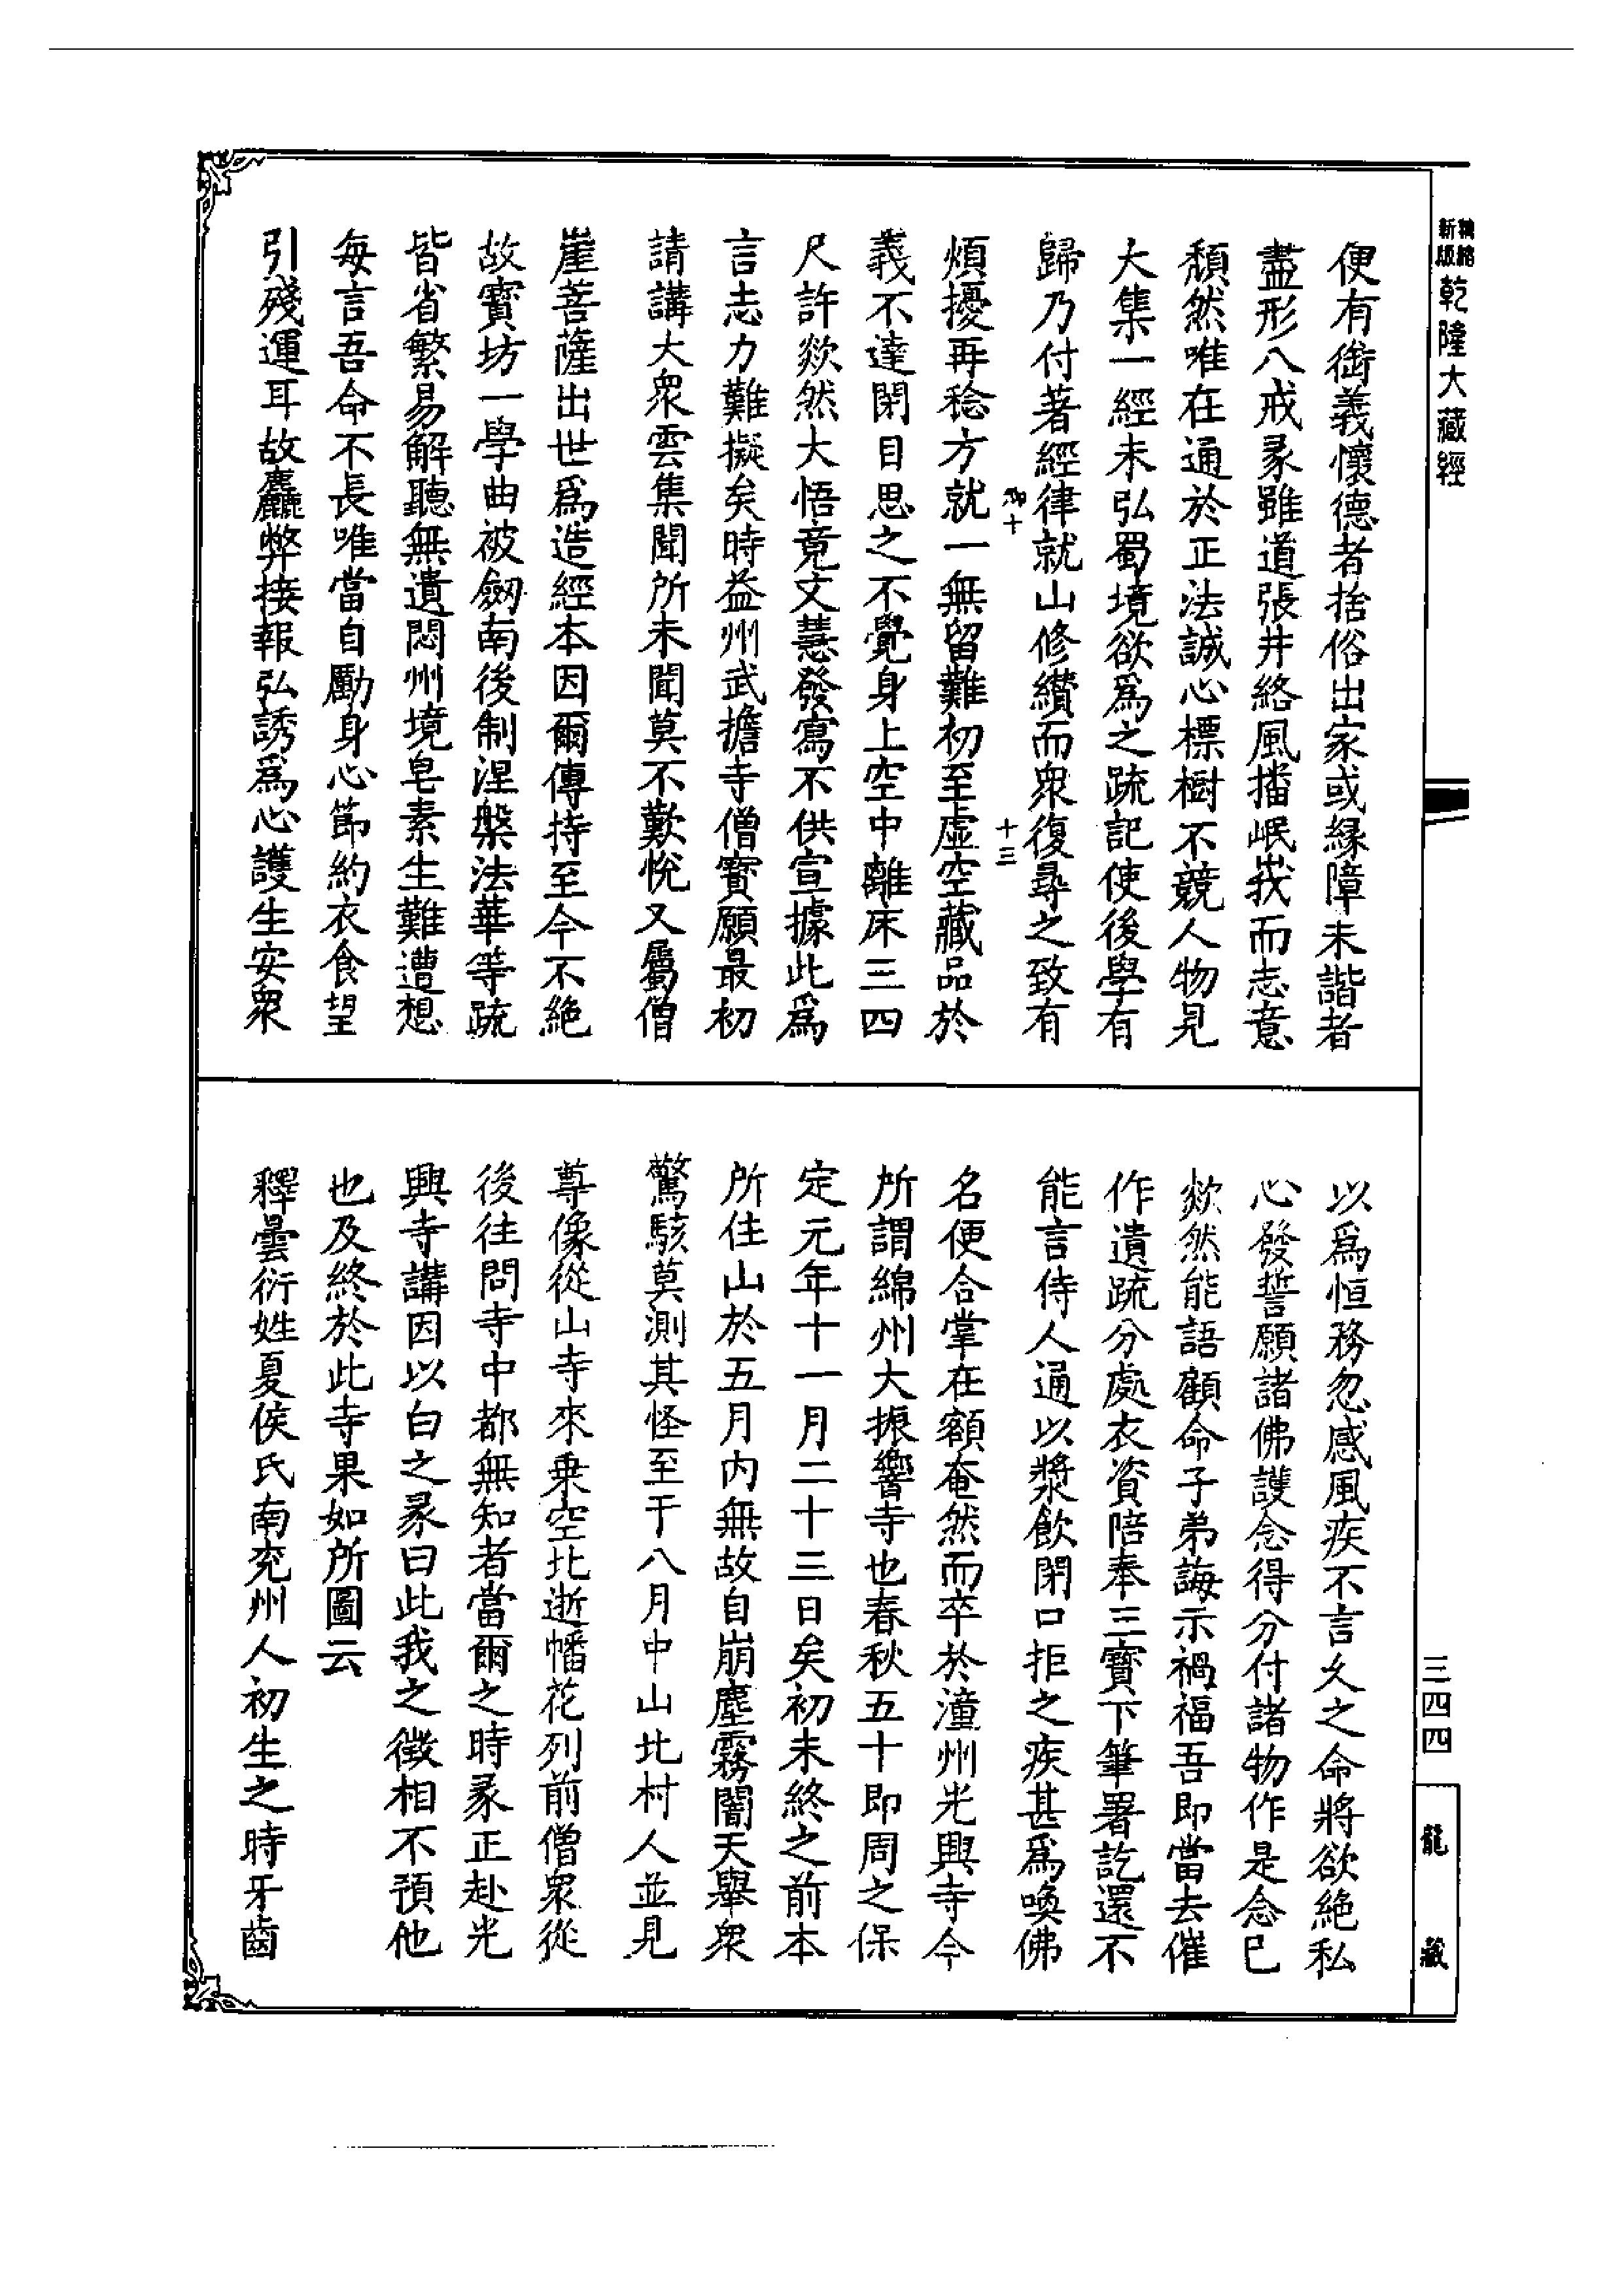 精縮新版乾隆大藏經
便有銜義懷德者捨俗出家或緣障未諧者
盡形八戒彖雖道張井絡風播岷峩而志意
頽然唯在通於正法誠心標樹不競人物見
大集一經未弘蜀境欲爲之疏記使後學有
歸乃付著經律就山修纘而衆復尋之致有
十三
煩擾再稔方就一無留難初至虛空藏品於
義不達閉目思之不覺身上空中離床三四
尺許欻然大悟竟文慧發寫不供宣據此爲
言志力難擬矣時益州武擔寺僧寶願最初
請講大衆雲集聞所未聞莫不歎悅又屬僧
崖菩薩出世爲造經本因爾傳持至今不絶
故寶坊一學曲被劒南後制涅槃法華等疏
皆省繁易解聽無遺悶州境皂素生難遭想
每言吾命不長唯當自勵身心節約衣食望
引殘運耳故麤弊接報弘誘爲心護生安衆
以爲恒務忽感風疾不言久之命將欲絶私
心發誓願諸佛護念得分付諸物作是念已
欻然能語顧命子弟誨示禍福吾即當去催
作遺疏分處衣資陪奉三寶下筆署訖還不
能言侍人通以漿飲閉口拒之疾甚爲喚佛
名便合掌在額奄然而卒於潼州光興寺今
所謂綿州大振響寺也春秋五十即周之保
定元年十一月二十三日矣初未終之前本
所住山於五月內無故自崩塵霧闇天舉衆
驚駭莫測其怪至于八月中山北村人並見
尊像從山寺來乗空北逝幡花列前僧衆從
後往問寺中都無知者當爾之時彖正赴光
興寺講因以白之彖曰此我之徵相不預他
也及終於此寺果如所圖云
釋曇衍姓夏侯氏南兖州人初生之時牙齒
三四四
龍藏